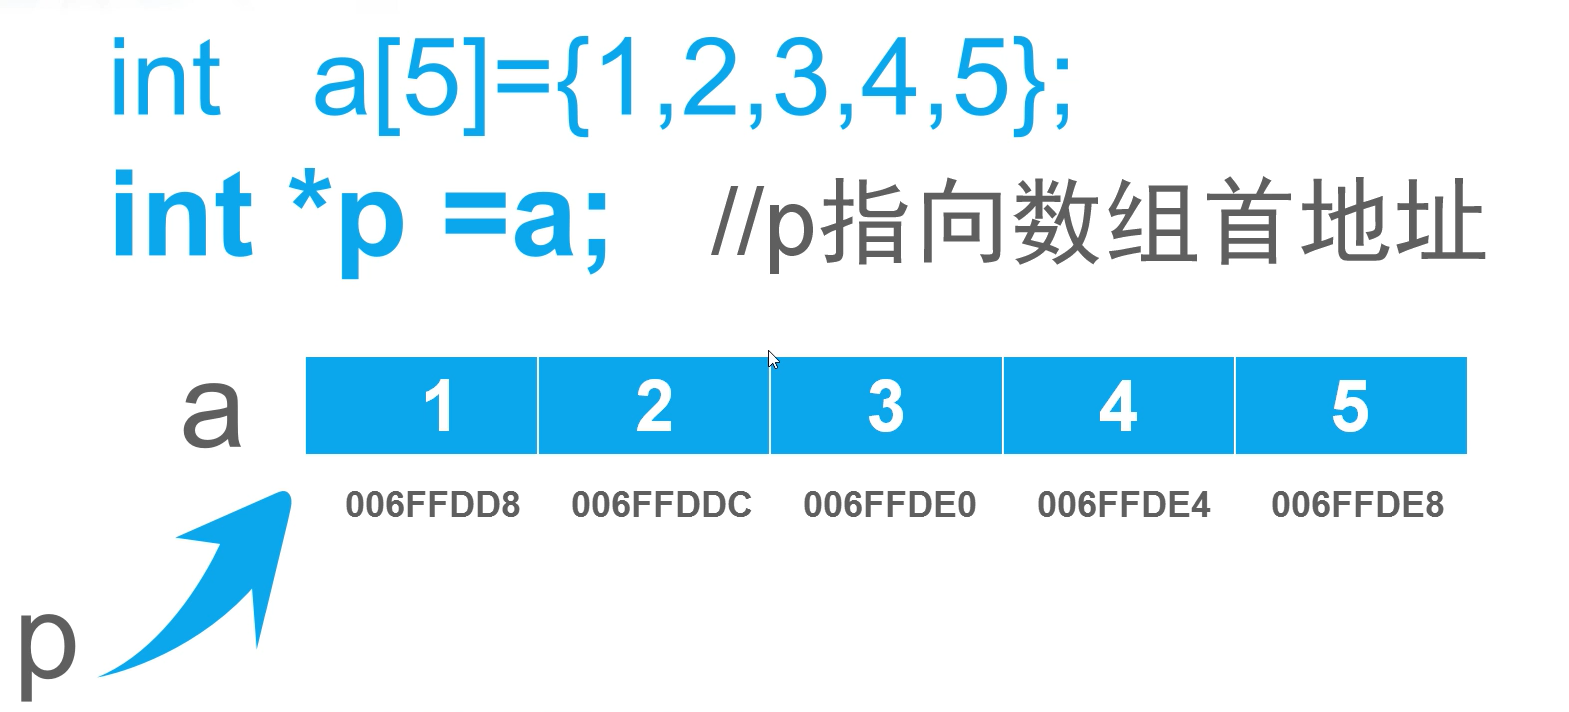 int a[5]={1,2,3,4,5};
int *p =a; //p指向数组首地址
a 1 2 3 4 5
006FFDD8 006FFDDC 006FFDE0 006FFDE4 006FFDE8
p